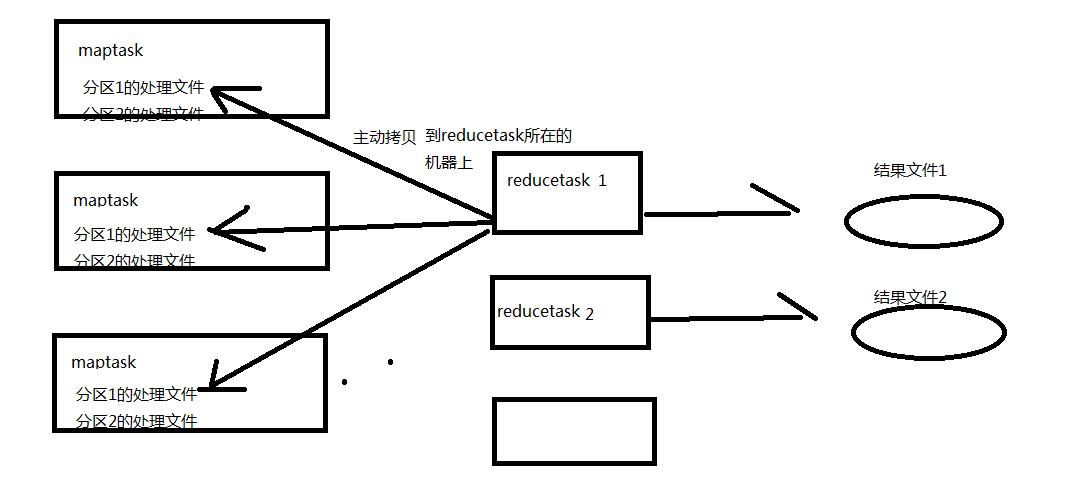 maptask
分区1的处理文件
分区2的处理文件
主动拷贝 到reducetask所在的
机器上
maptask
分区1的处理文件
分区2的处理文件
maptask
分区1的处理文件
分区2的处理文件
reducetask 1
结果文件1
reducetask 2
结果文件2